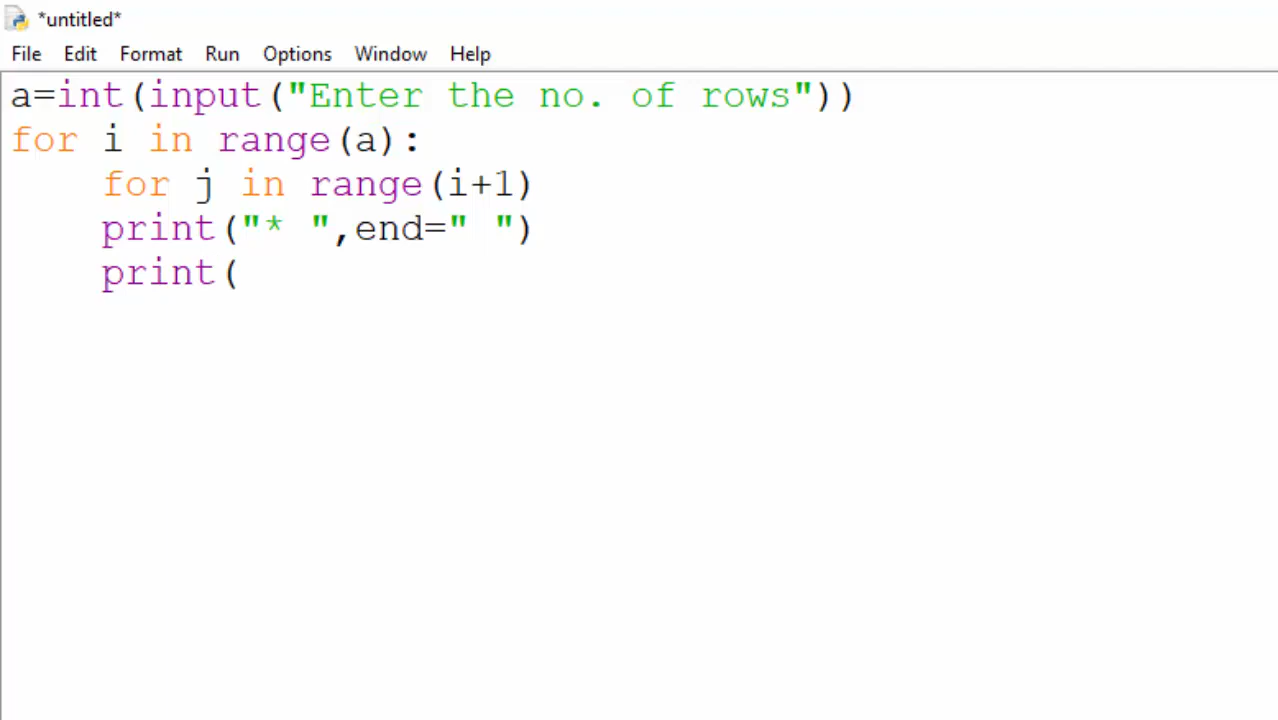 *untitled*
File Edit Format Run Options Window Help
a=int(input("Enter the no. of rows"))
for i in range(a):
    for j in range(i+1)
    print("* ",end=" ")
    print(